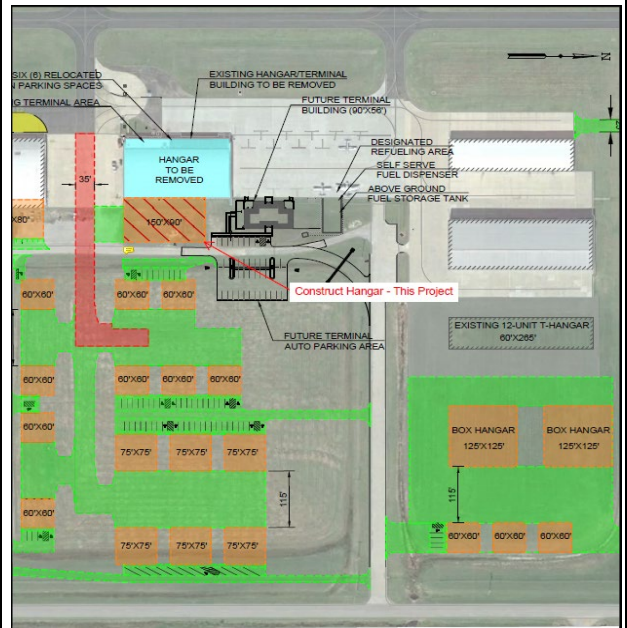 SIX (6) RELOCATED
PARKING SPACES
EXISTING HANGAR/TERMINAL
BUILDING TO BE REMOVED
TERMINAL AREA
FUTURE TERMINAL
BUILDING (90'X56')
N
HANGAR
TO BE
REMOVED
DESIGNATED
REFUELING AREA
SELF SERVE
FUEL DISPENSER
ABOVE GROUND
FUEL STORAGE TANK
35'
X80'
150'X90'
Construct Hangar - This Project
60'X60'
60'X60'
60'X60'
FUTURE TERMINAL
AUTO PARKING AREA
EXISTING 12-UNIT T-HANGAR
60'X265'
60'X60'
60'X60'
60'X60'
60'X60'
60'X60'
75'X75'
75'X75'
75'X75'
BOX HANGAR
125'X125'
BOX HANGAR
125'X125'
115'
115'
60'X60'
75'X75'
75'X75'
75'X75'
60'X60'
60'X60'
60'X60'